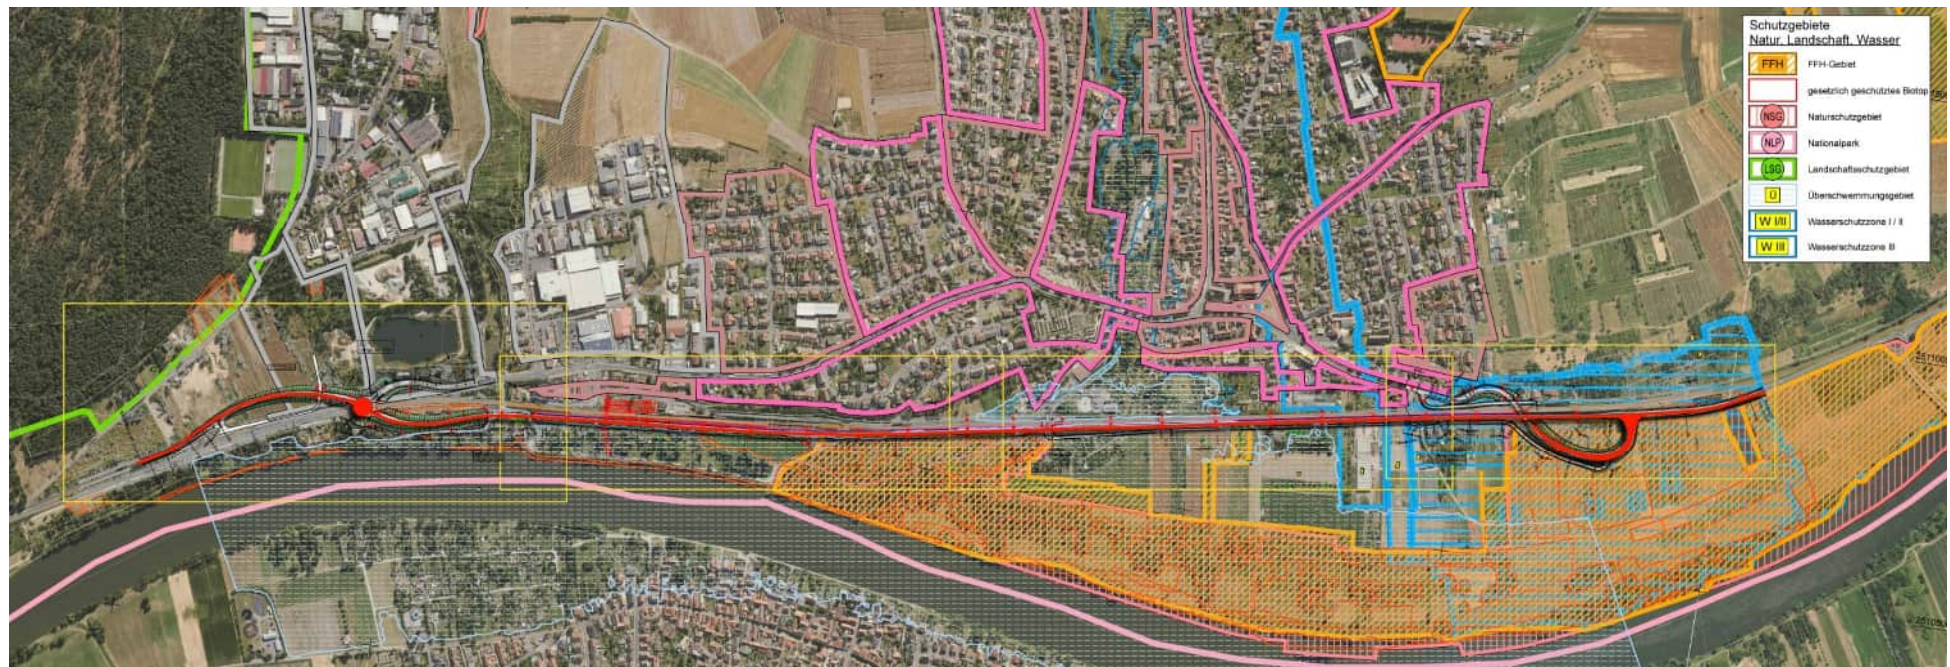 Schutzgebiete
Natur, Landschaft, Wasser
FFH FFH-Gebiet
gesetzlich geschütztes Biotop
NSG Naturschutzgebiet
NLP Nationalpark
LSG Landschaftsschutzgebiet
Ü Überschwemmungsgebiet
W I/II Wasserschutzzone I / II
W III Wasserschutzzone III